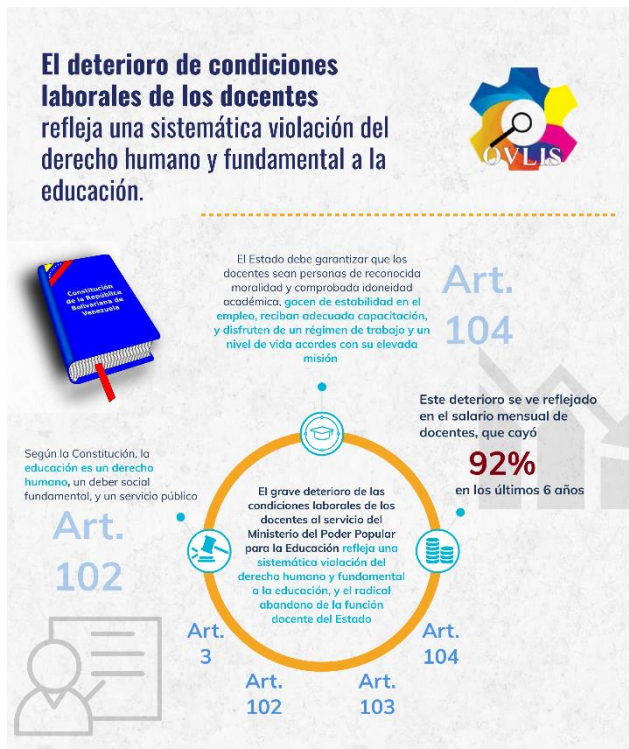 El deterioro de condiciones
laborales de los docentes
refleja una sistemática violación del
derecho humano y fundamental a la
educación.
OVLIS
Constitución
de la República
Bolivariana de
Venezuela
El Estado debe garantizar que los
docentes sean personas de reconocida
moralidad y comprobada idoneidad
académica, gocen de estabilidad en el
empleo, reciban adecuada capacitación,
y disfruten de un régimen de trabajo y un
nivel de vida acordes con su elevada
misión
Art.
104
Este deterioro se ve reflejado
en el salario mensual de
docentes, que cayó
92%
en los últimos 6 años
Según la Constitución, la
educación es un derecho
humano, un deber social
fundamental, y un servicio público
Art.
102
El grave deterioro de las
condiciones laborales de los
docentes al servicio del
Ministerio del Poder Popular
para la Educación refleja una
sistemática violación del
derecho humano y fundamental
a la educación, y el radical
abandono de la función
docente del Estado
Art.
3
Art.
102
Art.
103
Art.
104